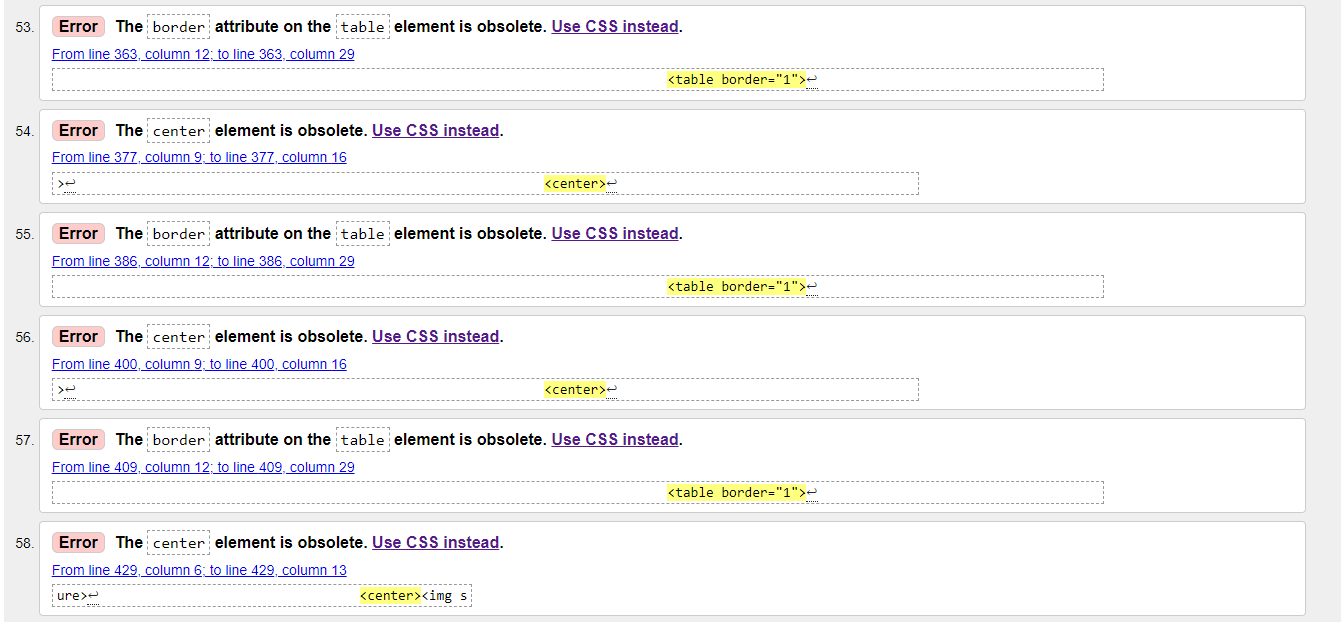 53. Error The border attribute on the table element is obsolete. Use CSS instead.
From line 363, column 12; to line 363, column 29
<table border="1">↩
54. Error The center element is obsolete. Use CSS instead.
From line 377, column 9; to line 377, column 16
>↩ <center>↩
55. Error The border attribute on the table element is obsolete. Use CSS instead.
From line 386, column 12; to line 386, column 29
<table border="1">↩
56. Error The center element is obsolete. Use CSS instead.
From line 400, column 9; to line 400, column 16
>↩ <center>↩
57. Error The border attribute on the table element is obsolete. Use CSS instead.
From line 409, column 12; to line 409, column 29
<table border="1">↩
58. Error The center element is obsolete. Use CSS instead.
From line 429, column 6; to line 429, column 13
ure>↩ <center><img s